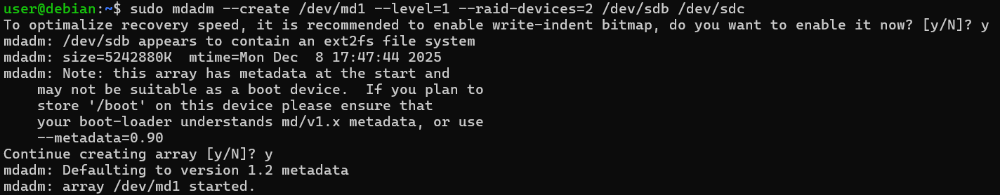 user@debian:~$ sudo mdadm --create /dev/md1 --level=1 --raid-devices=2 /dev/sdb /dev/sdc
To optimalize recovery speed, it is recommended to enable write-indent bitmap, do you want to enable it now? [y/N]? y
mdadm: /dev/sdb appears to contain an ext2fs file system
mdadm: size=5242880K  mtime=Mon Dec  8 17:47:44 2025
mdadm: Note: this array has metadata at the start and
    may not be suitable as a boot device.  If you plan to
    store '/boot' on this device please ensure that
    your boot-loader understands md/v1.x metadata, or use
    --metadata=0.90
Continue creating array [y/N]? y
mdadm: Defaulting to version 1.2 metadata
mdadm: array /dev/md1 started.